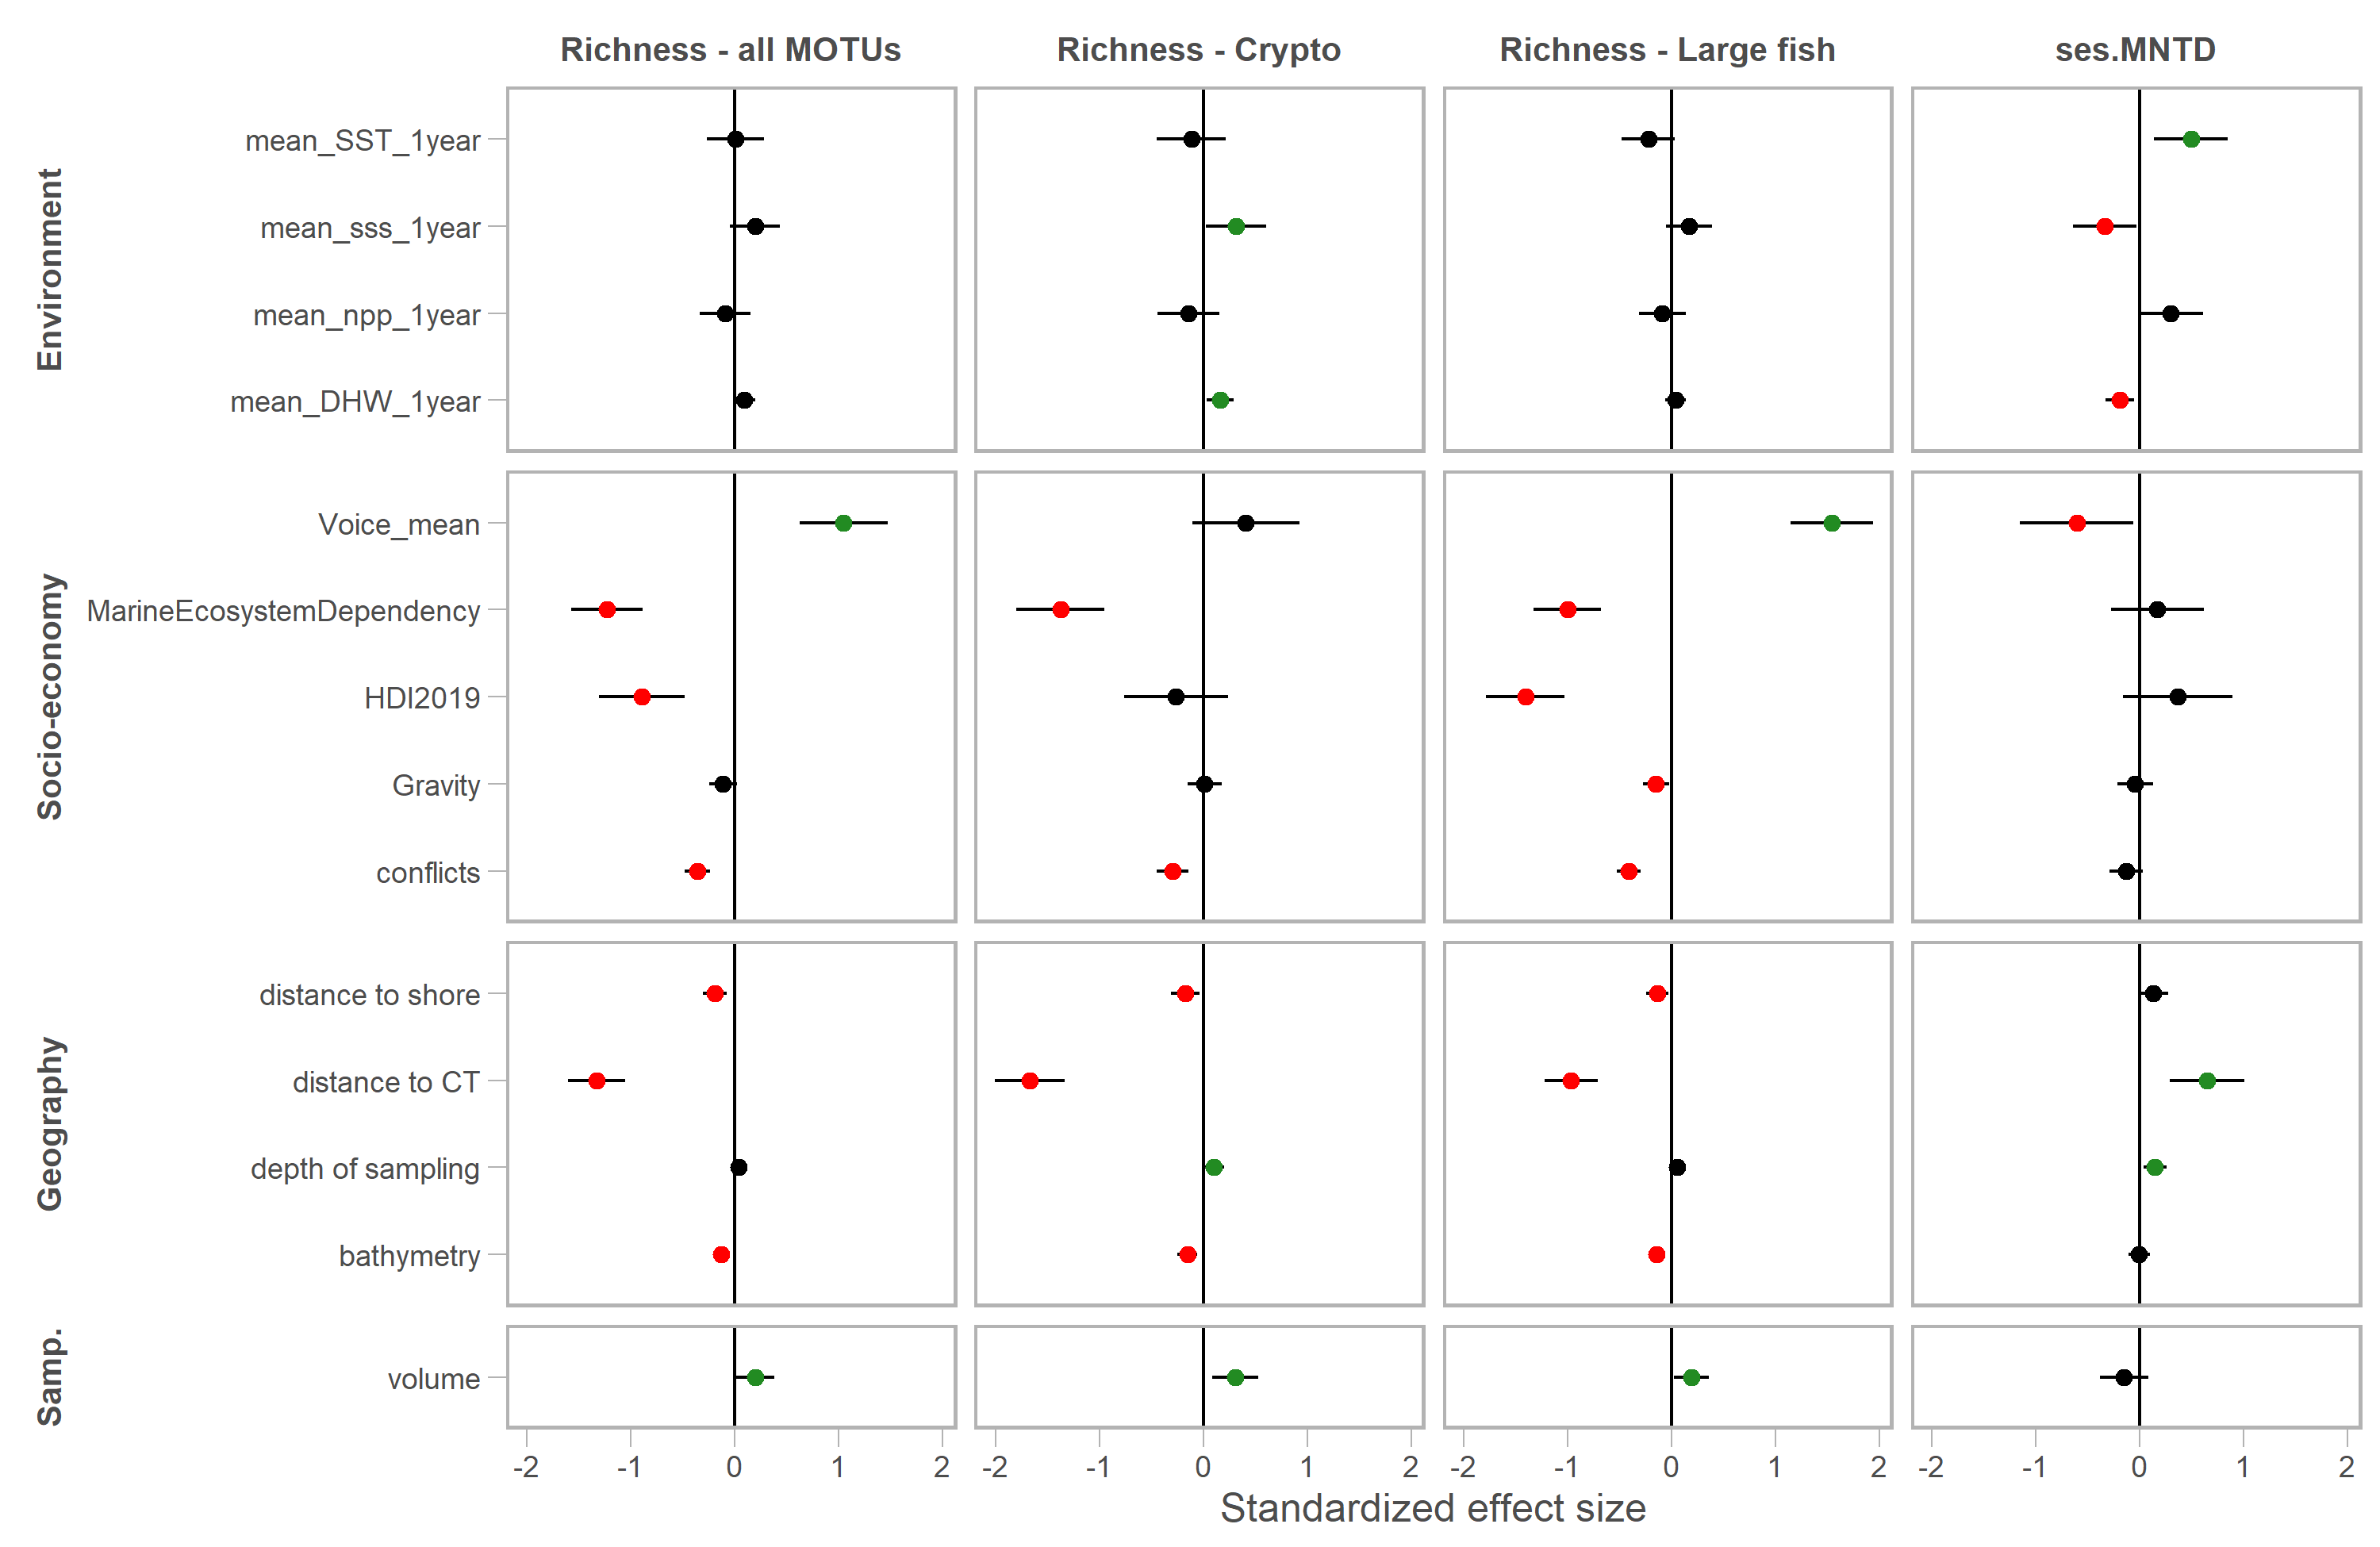 Richness - all MOTUs
Richness - Crypto
Richness - Large fish
ses.MNTD
Environment
mean_SST_1year
mean_sss_1year
mean_npp_1year
mean_DHW_1year
Socio-economy
Voice_mean
MarineEcosystemDependency
HDI2019
Gravity
conflicts
Geography
distance to shore
distance to CT
depth of sampling
bathymetry
Samp.
volume
-2 -1 0 1 2 -2 -1 0 1 2 -2 -1 0 1 2 -2 -1 0 1 2
Standardized effect size